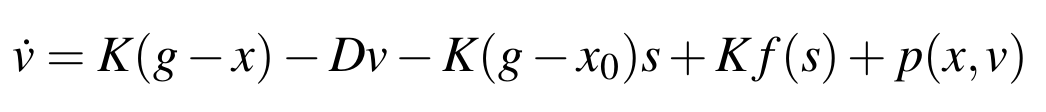 v̇ = K(g − x) − Dv − K(g − x₀)s + Kf(s) + p(x, v)